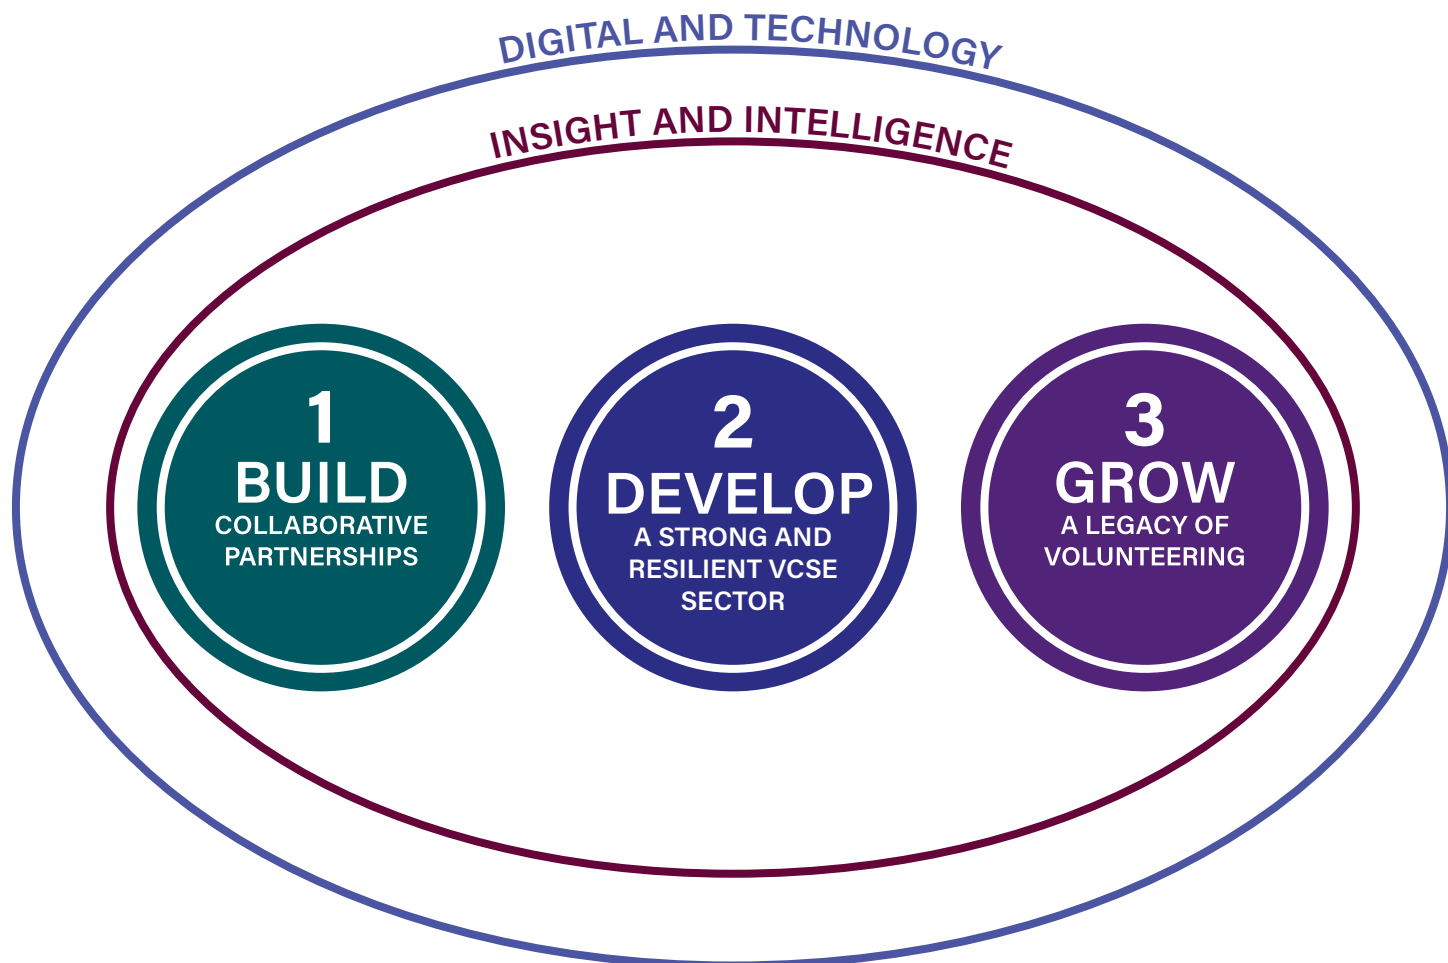 DIGITAL AND TECHNOLOGY
INSIGHT AND INTELLIGENCE
1
BUILD
COLLABORATIVE
PARTNERSHIPS
2
DEVELOP
A STRONG AND
RESILIENT VCSE
SECTOR
3
GROW
A LEGACY OF
VOLUNTEERING